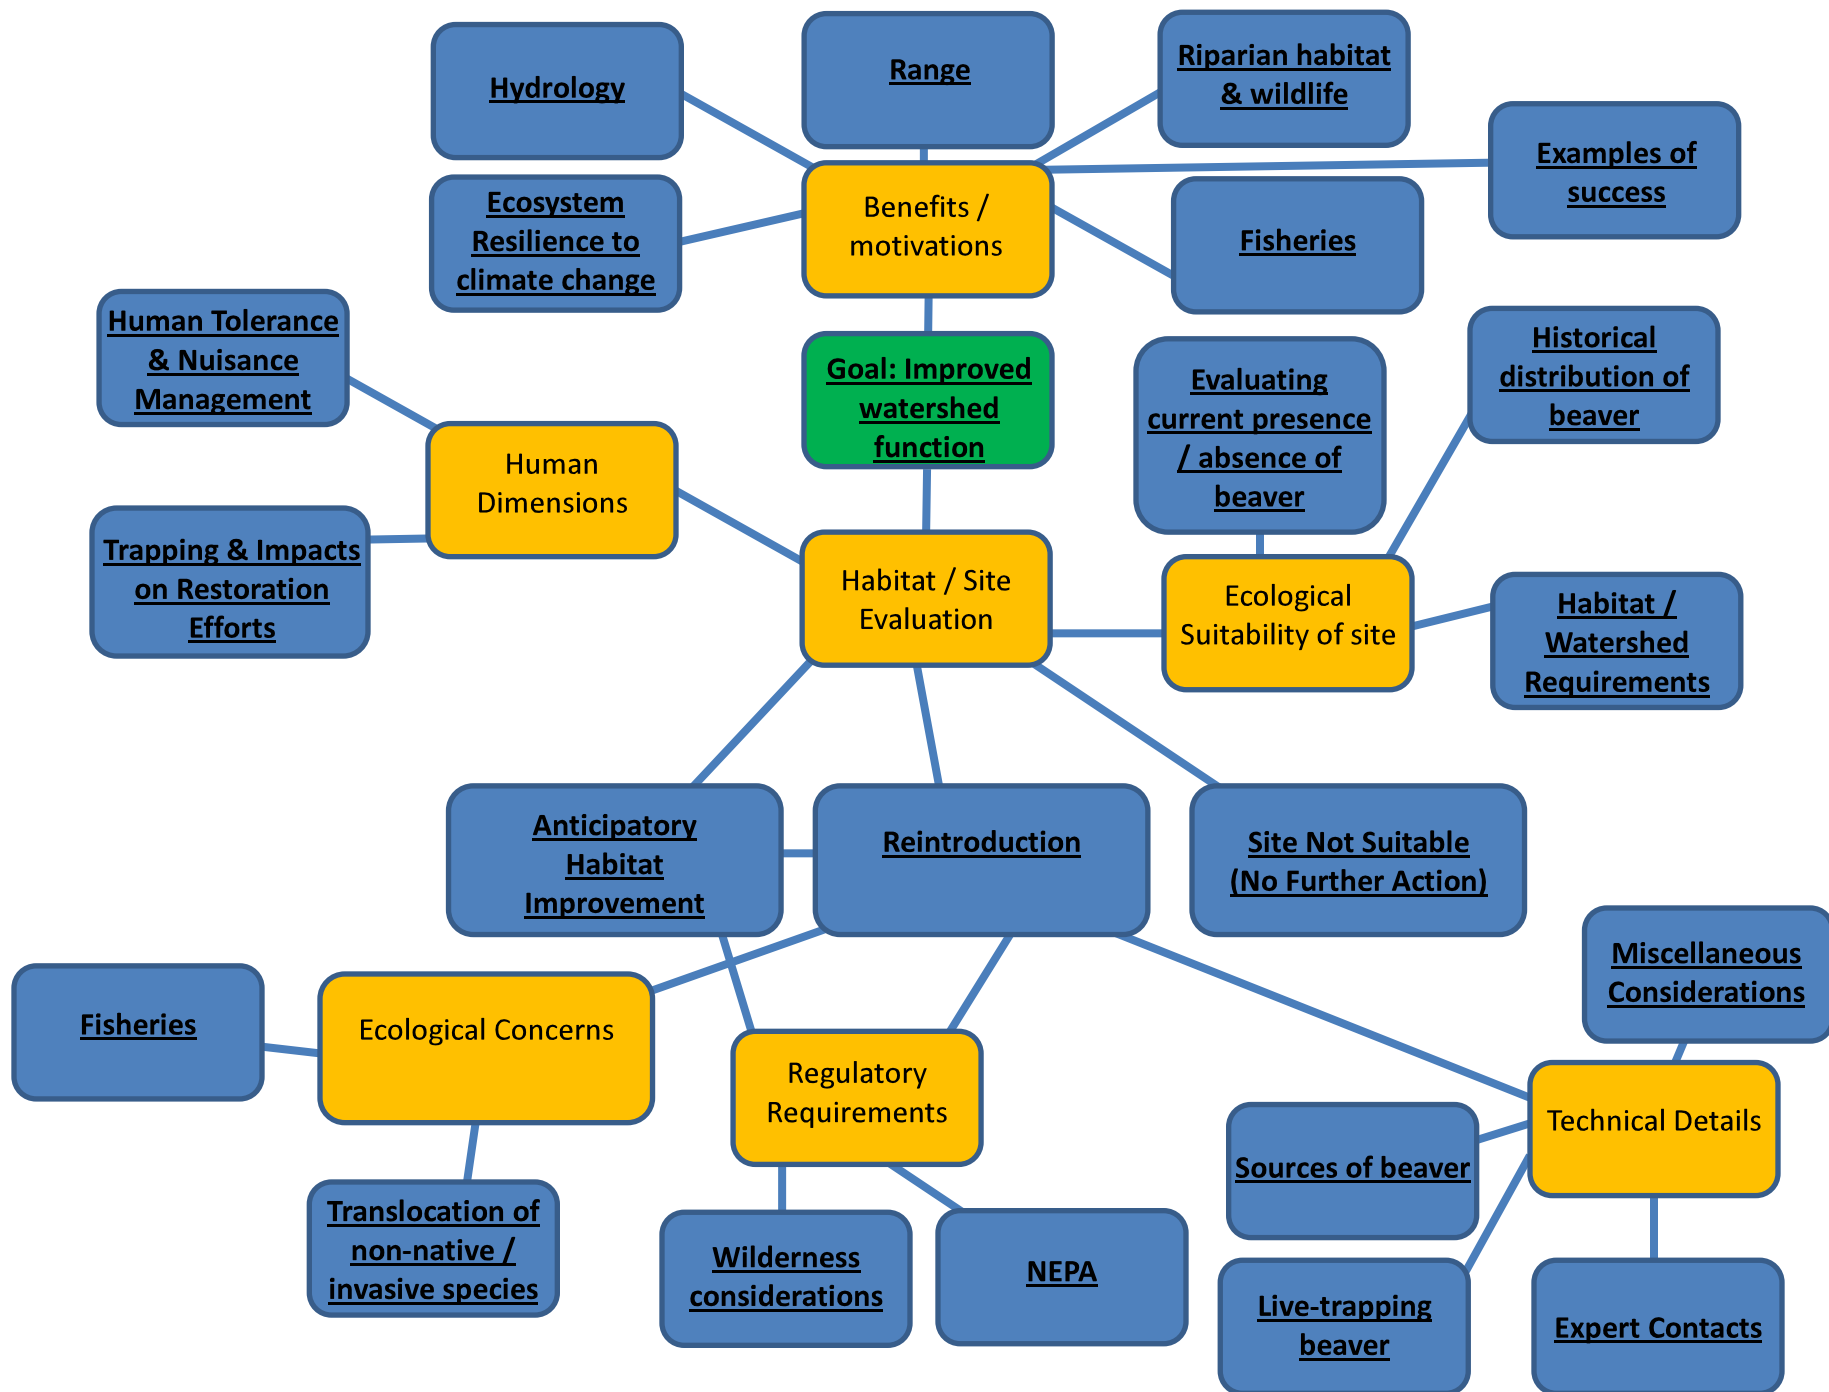 Hydrology
Range
Riparian habitat
& wildlife
Examples of
success
Ecosystem
Resilience to
climate change
Benefits /
motivations
Fisheries
Human Tolerance
& Nuisance
Management
Goal: Improved
watershed
function
Evaluating
current presence
/ absence of
beaver
Historical
distribution of
beaver
Human
Dimensions
Trapping & Impacts
on Restoration
Efforts
Habitat / Site
Evaluation
Ecological
Suitability of site
Habitat /
Watershed
Requirements
Anticipatory
Habitat
Improvement
Reintroduction
Site Not Suitable
(No Further Action)
Miscellaneous
Considerations
Fisheries
Ecological Concerns
Regulatory
Requirements
Technical Details
Sources of beaver
Translocation of
non-native /
invasive species
Wilderness
considerations
NEPA
Live-trapping
beaver
Expert Contacts